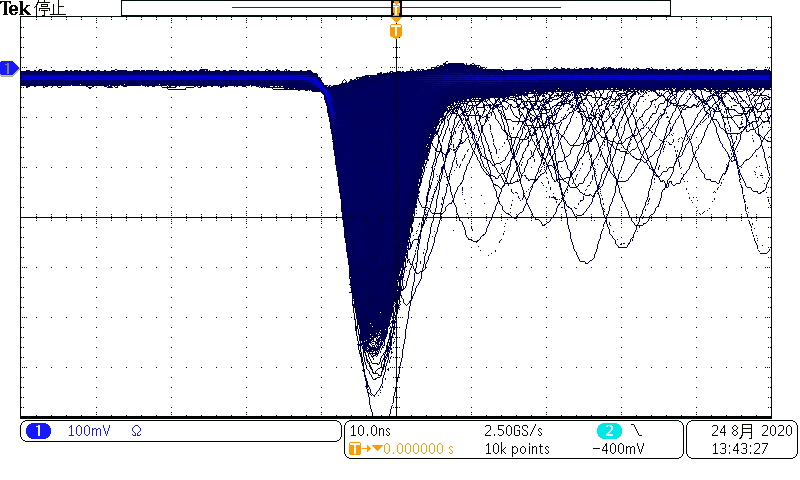 Tek 停止
T
T
1
1 100mV Ω 10.0ns 2.50GS/s 2 24 8月 2020
T→▼0.000000 s 10k points −400mV 13:43:27